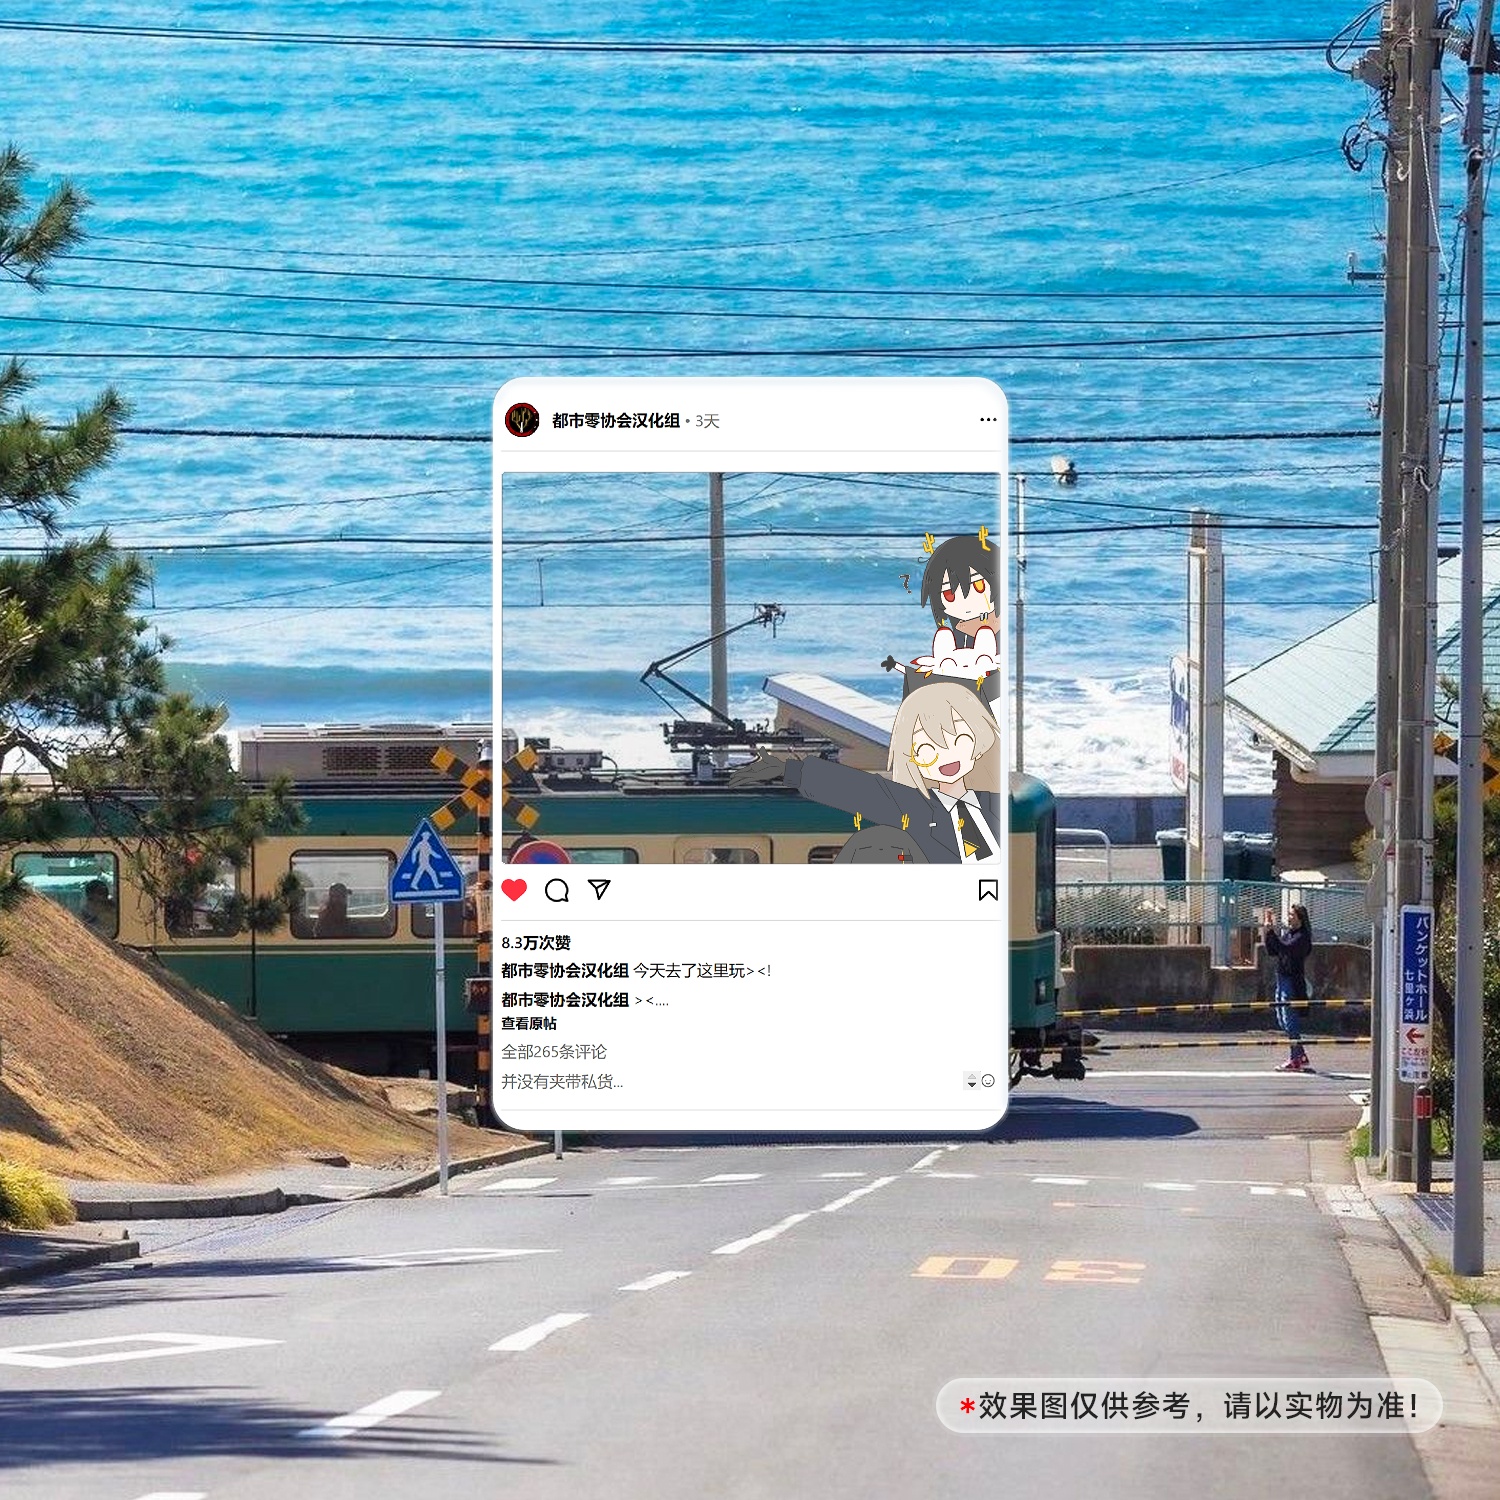 都市零协会汉化组 • 3天
8.3万次赞
都市零协会汉化组 今天去了这里玩><!
都市零协会汉化组 ><....
查看原帖
全部265条评论
并没有夹带私货...
バンケットホール
七里ヶ浜
30
*效果图仅供参考，请以实物为准！